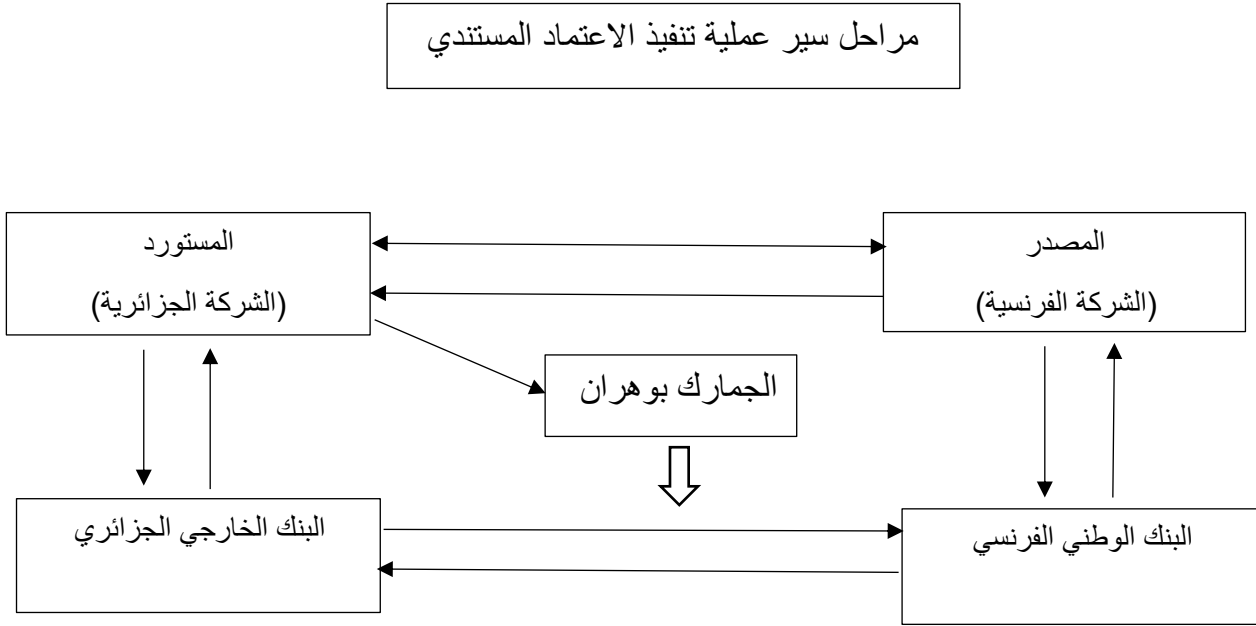 مراحل سير عملية تنفيذ الاعتماد المستندي
المصدر
(الشركة الفرنسية)
المستورد
(الشركة الجزائرية)
الجمارك بوهران
البنك الوطني الفرنسي
البنك الخارجي الجزائري